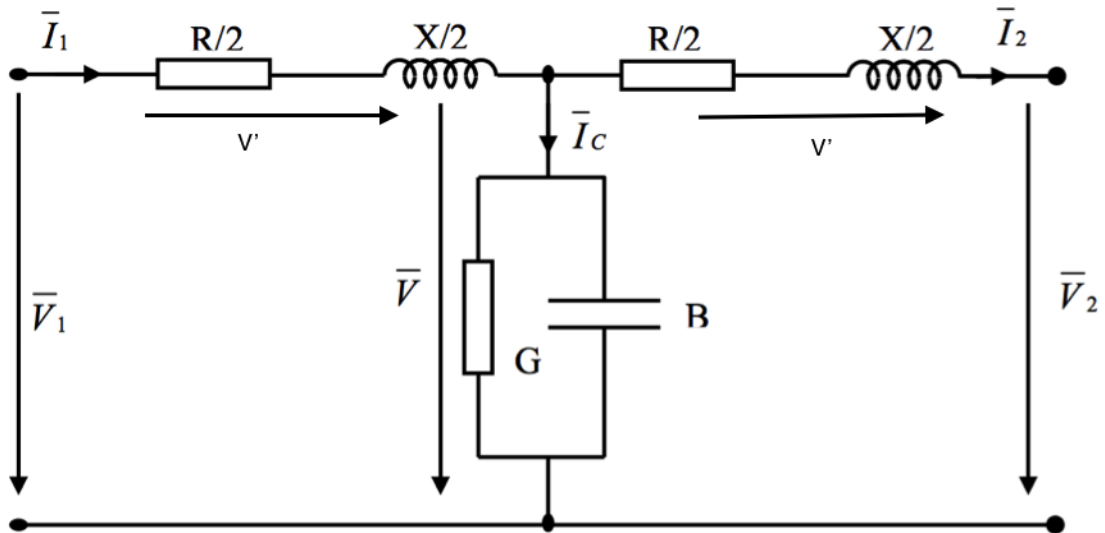 I̅₁
R/2
X/2
R/2
X/2
I̅₂
V'
I̅C
V'
V̅₁
V̅
G
B
V̅₂